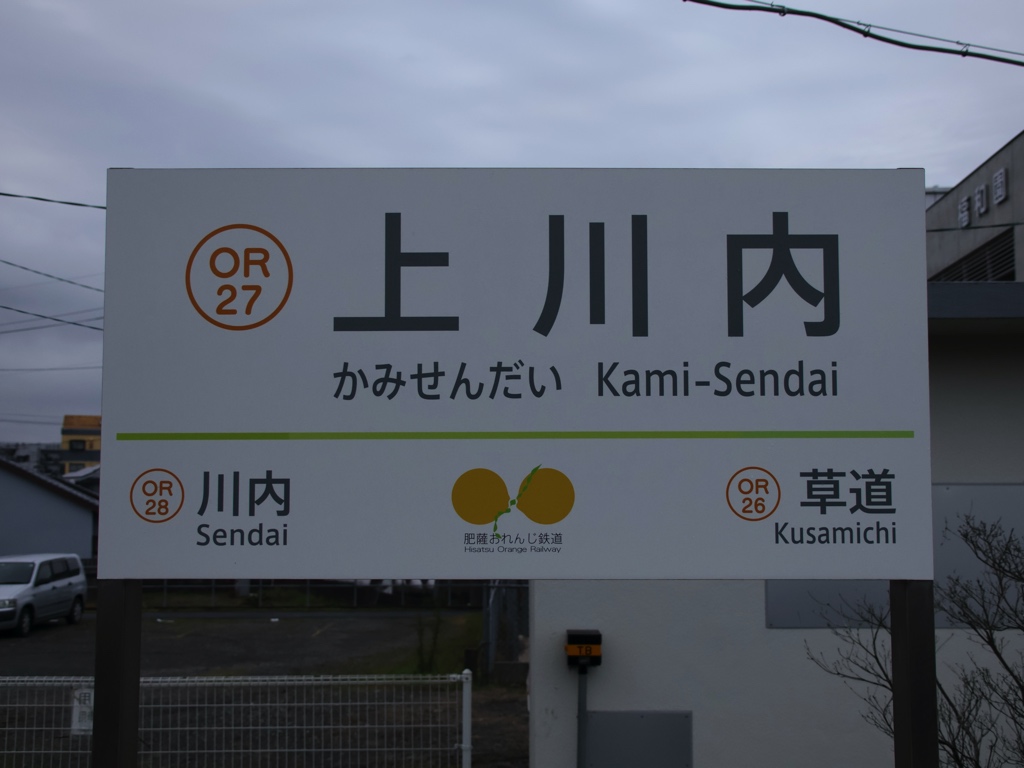 OR
27
上川内
かみせんだい Kami-Sendai
OR
28
川内
Sendai
肥薩おれんじ鉄道
Hisatsu Orange Railway
OR
26
草道
Kusamichi
TB